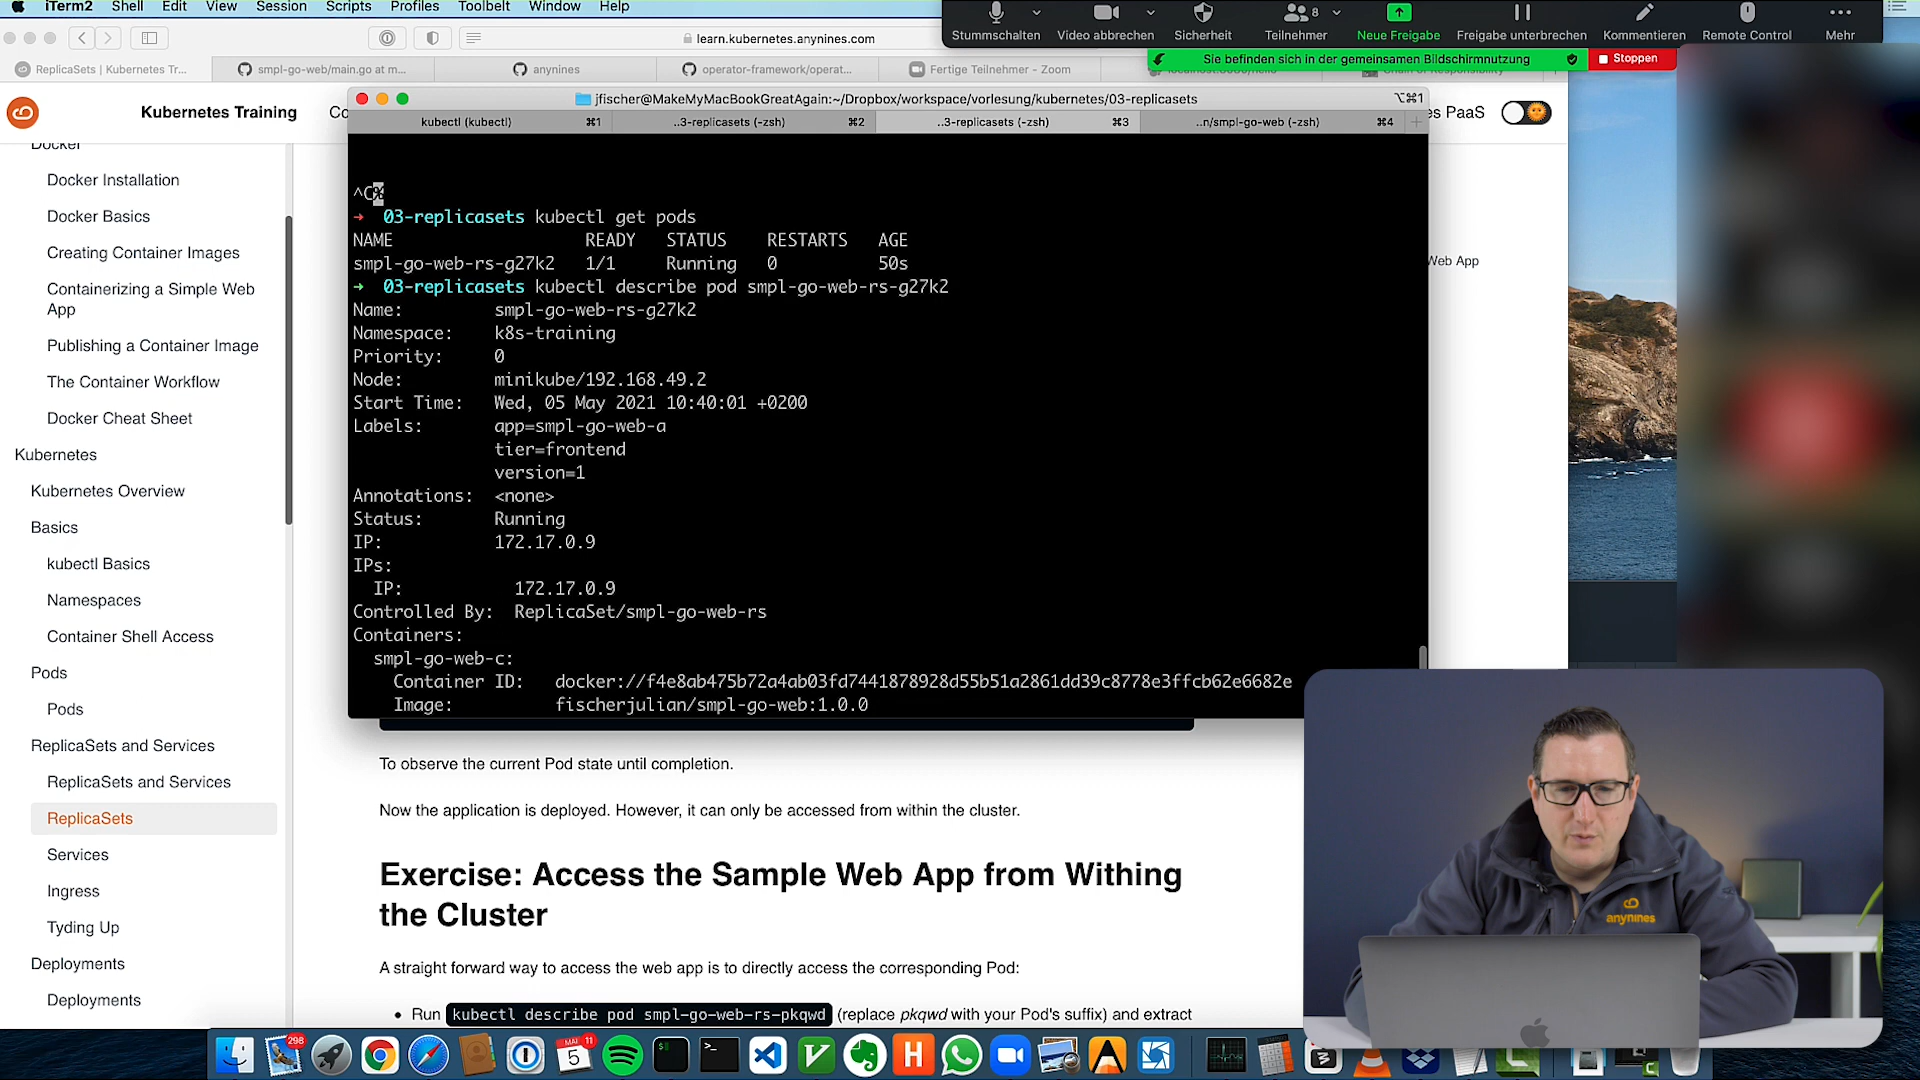 iTerm2 Shell Edit View Session Scripts Profiles Toolbelt Window Help
Stummschalten Video abbrechen Sicherheit Teilnehmer 8 Neue Freigabe Freigabe unterbrechen Kommentieren Remote Control Mehr
learn.kubernetes.anynines.com
Sie befinden sich in der gemeinsamen Bildschirmnutzung Stoppen
ReplicaSets | Kubernetes Tr... smpl-go-web/main.go at m... anynines operator-framework/operat... Fertige Teilnehmer - Zoom
Kubernetes Training Co
es PaaS
jfischer@MakeMyMacBookGreatAgain:~/Dropbox/workspace/vorlesung/kubernetes/03-replicasets ⌥⌘1
kubectl (kubectl) ⌘1 ..3-replicasets (-zsh) ⌘2 ..3-replicasets (-zsh) ⌘3 ..n/smpl-go-web (-zsh) ⌘4
Docker
Docker Installation
Docker Basics
Creating Container Images
Containerizing a Simple Web
App
Publishing a Container Image
The Container Workflow
Docker Cheat Sheet
Kubernetes
Kubernetes Overview
Basics
kubectl Basics
Namespaces
Container Shell Access
Pods
Pods
ReplicaSets and Services
ReplicaSets and Services
ReplicaSets
Services
Ingress
Tyding Up
Deployments
Deployments
^C%
➜ 03-replicasets kubectl get pods
NAME READY STATUS RESTARTS AGE
smpl-go-web-rs-g27k2 1/1 Running 0 50s
➜ 03-replicasets kubectl describe pod smpl-go-web-rs-g27k2
Name: smpl-go-web-rs-g27k2
Namespace: k8s-training
Priority: 0
Node: minikube/192.168.49.2
Start Time: Wed, 05 May 2021 10:40:01 +0200
Labels: app=smpl-go-web-a
tier=frontend
version=1
Annotations: <none>
Status: Running
IP: 172.17.0.9
IPs:
IP: 172.17.0.9
Controlled By: ReplicaSet/smpl-go-web-rs
Containers:
smpl-go-web-c:
Container ID: docker://f4e8ab475b72a4ab03fd7441878928d55b51a2861dd39c8778e3ffcb62e6682e
Image: fischerjulian/smpl-go-web:1.0.0
Web App
To observe the current Pod state until completion.
Now the application is deployed. However, it can only be accessed from within the cluster.
Exercise: Access the Sample Web App from Withing
the Cluster
A straight forward way to access the web app is to directly access the corresponding Pod:
• Run kubectl describe pod smpl-go-web-rs-pkqwd (replace pkqwd with your Pod's suffix) and extract
anynines
298
MAI 5 11